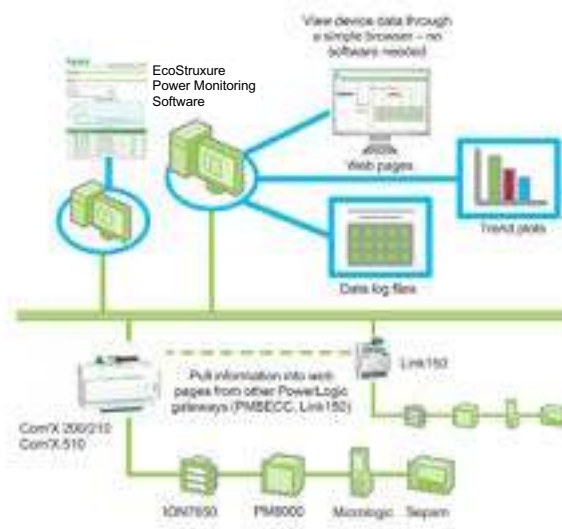 View device data through
a simple browser – no
software needed
EcoStruxure
Power Monitoring
Software
Web pages
Trend plots
Data log files
Link150
Pull information into web
pages from other PowerLogic
gateways (PM8ECC, Link150)
Com'X 200/210
Com'X 510
ION7650
PM8000
Micrologic
Sepam